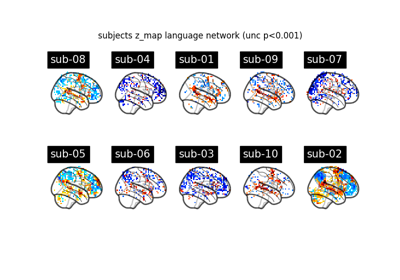 subjects z_map language network (unc p<0.001)
sub-08 sub-04 sub-01 sub-09 sub-07
sub-05 sub-06 sub-03 sub-10 sub-02